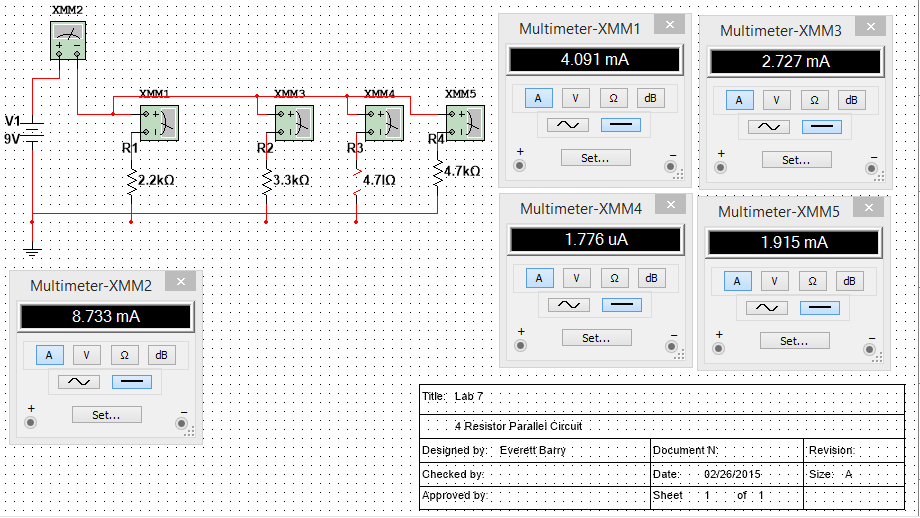 XMM2
XMM1
XMM3
XMM4
XMM5
V1
9V
R1
2.2kΩ
R2
3.3kΩ
R3
R4
4.7kΩ
Multimeter-XMM1
4.091 mA
A V Ω dB
Set...
+ −
Multimeter-XMM3
2.727 mA
A V Ω dB
Set...
+ −
Multimeter-XMM4
1.776 uA
A V Ω dB
Set...
+ −
Multimeter-XMM5
1.915 mA
A V Ω dB
Set...
+ −
Multimeter-XMM2
8.733 mA
A V Ω dB
Set...
+ −
Title: Lab 7
4 Resistor Parallel Circuit
Designed by: Everett Barry Document N: Revision:
Checked by: Date: 02/26/2015 Size: A
Approved by: Sheet 1 of 1